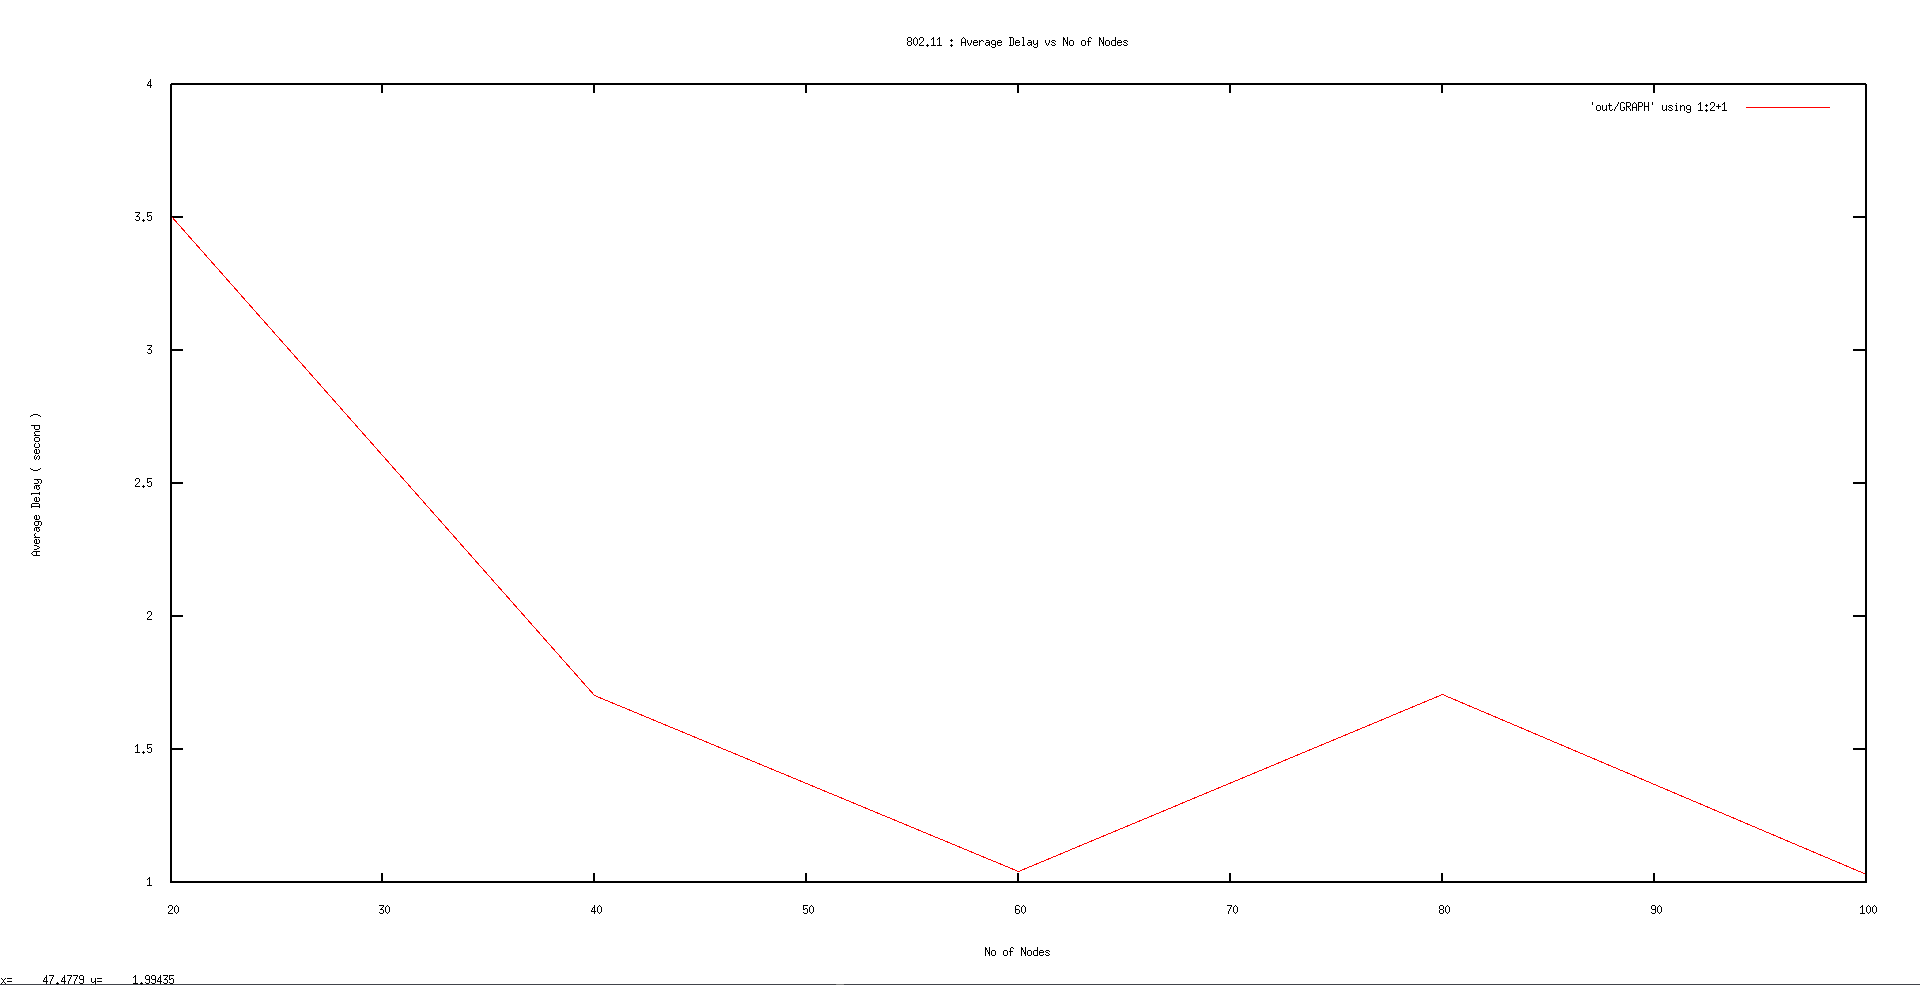 802.11 : Average Delay vs No of Nodes
'out/GRAPH' using 1:2+1
4
3.5
3
2.5
2
1.5
1
Average Delay ( second )
20 30 40 50 60 70 80 90 100
No of Nodes
x= 47.4779 y= 1.99435